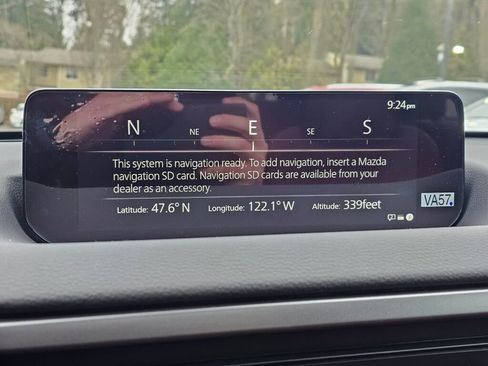 9:24pm
N NE E SE S
This system is navigation ready. To add navigation, insert a Mazda
navigation SD card. Navigation SD cards are available from your
dealer as an accessory.
Latitude: 47.6° N Longitude: 122.1° W Altitude: 339feet
VA57